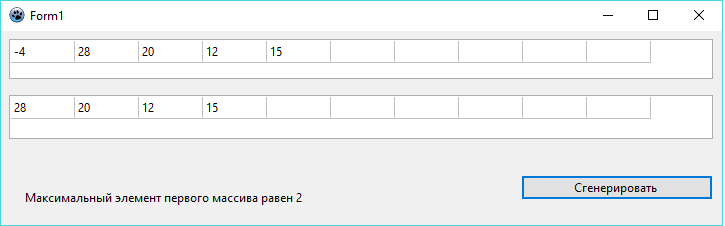 Form1
-4 28 20 12 15
28 20 12 15
Сгенерировать
Максимальный элемент первого массива равен 2